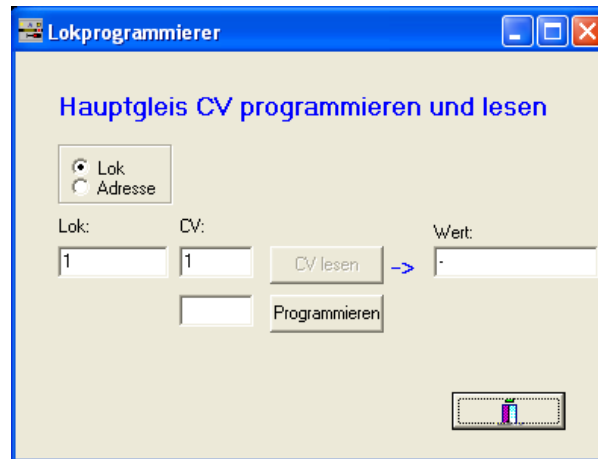 Lokprogrammierer
Hauptgleis CV programmieren und lesen
Lok
Adresse
Lok: CV: Wert:
1 1 CV lesen -> -
Programmieren